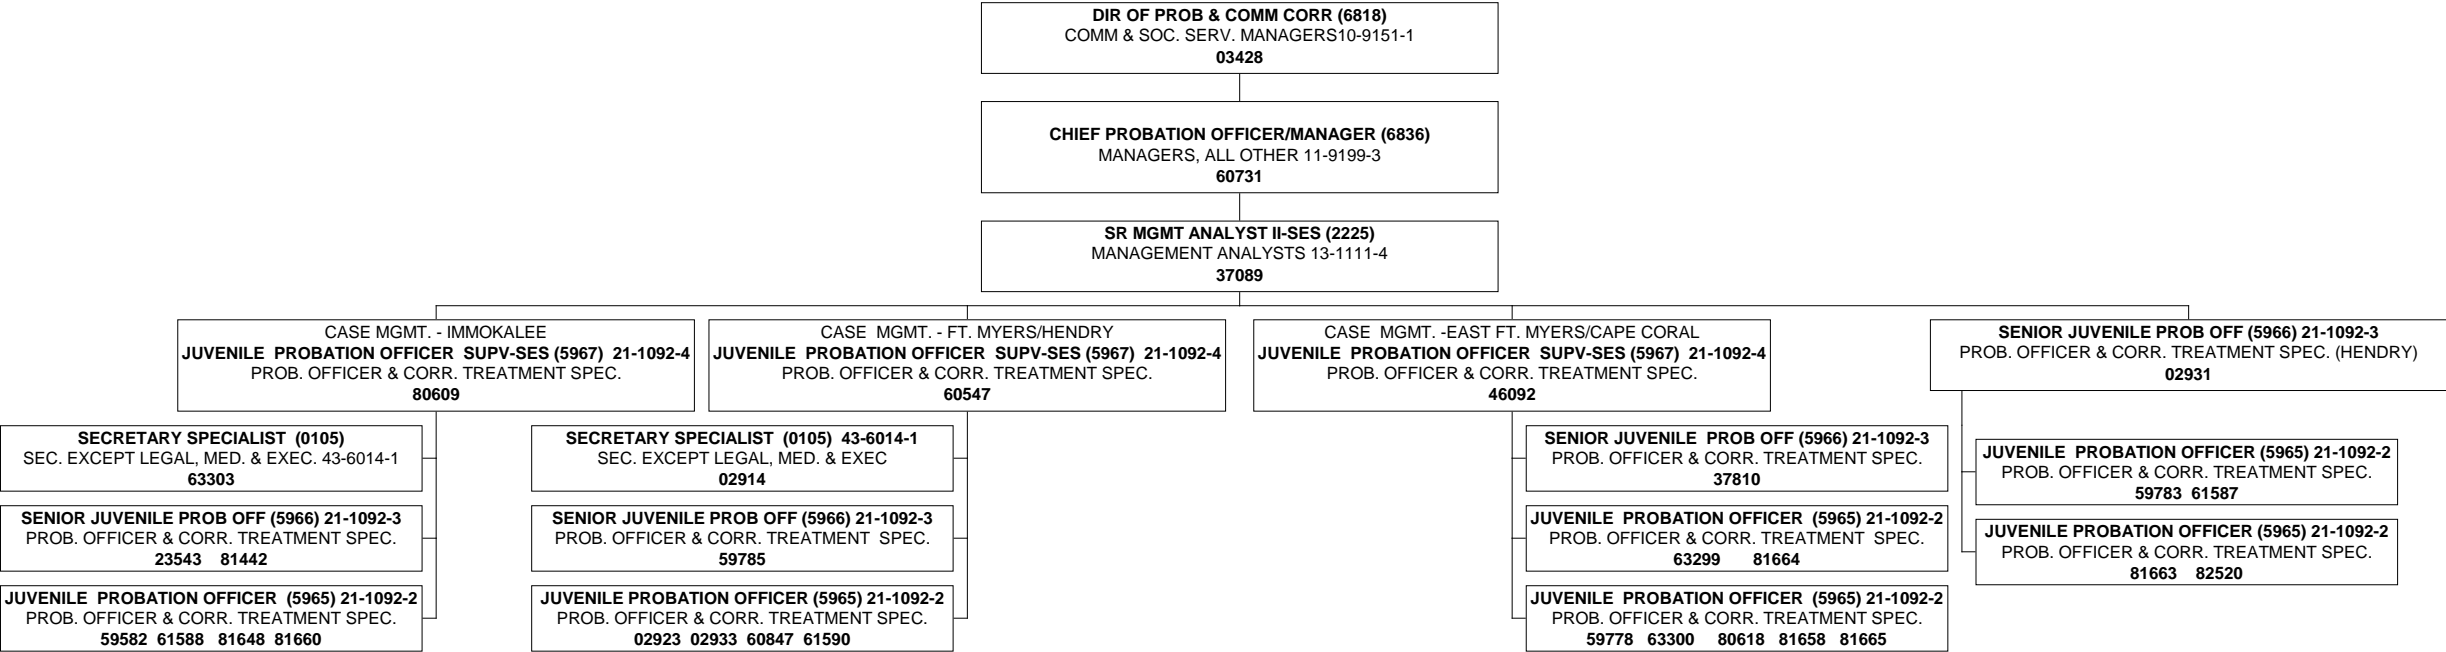 DIR OF PROB & COMM CORR (6818)
COMM & SOC. SERV. MANAGERS10-9151-1
03428
CHIEF PROBATION OFFICER/MANAGER (6836)
MANAGERS, ALL OTHER 11-9199-3
60731
SR MGMT ANALYST II-SES (2225)
MANAGEMENT ANALYSTS 13-1111-4
37089
CASE MGMT. - IMMOKALEE
JUVENILE PROBATION OFFICER SUPV-SES (5967) 21-1092-4
PROB. OFFICER & CORR. TREATMENT SPEC.
80609
SECRETARY SPECIALIST (0105)
SEC. EXCEPT LEGAL, MED. & EXEC. 43-6014-1
63303
SENIOR JUVENILE PROB OFF (5966) 21-1092-3
PROB. OFFICER & CORR. TREATMENT SPEC.
23543 81442
JUVENILE PROBATION OFFICER (5965) 21-1092-2
PROB. OFFICER & CORR. TREATMENT SPEC.
59582 61588 81648 81660
CASE MGMT. - FT. MYERS/HENDRY
JUVENILE PROBATION OFFICER SUPV-SES (5967) 21-1092-4
PROB. OFFICER & CORR. TREATMENT SPEC.
60547
SECRETARY SPECIALIST (0105) 43-6014-1
SEC. EXCEPT LEGAL, MED. & EXEC
02914
SENIOR JUVENILE PROB OFF (5966) 21-1092-3
PROB. OFFICER & CORR. TREATMENT SPEC.
59785
JUVENILE PROBATION OFFICER (5965) 21-1092-2
PROB. OFFICER & CORR. TREATMENT SPEC.
02923 02933 60847 61590
CASE MGMT. -EAST FT. MYERS/CAPE CORAL
JUVENILE PROBATION OFFICER SUPV-SES (5967) 21-1092-4
PROB. OFFICER & CORR. TREATMENT SPEC.
46092
SENIOR JUVENILE PROB OFF (5966) 21-1092-3
PROB. OFFICER & CORR. TREATMENT SPEC.
37810
JUVENILE PROBATION OFFICER (5965) 21-1092-2
PROB. OFFICER & CORR. TREATMENT SPEC.
63299 81664
JUVENILE PROBATION OFFICER (5965) 21-1092-2
PROB. OFFICER & CORR. TREATMENT SPEC.
59778 63300 80618 81658 81665
SENIOR JUVENILE PROB OFF (5966) 21-1092-3
PROB. OFFICER & CORR. TREATMENT SPEC. (HENDRY)
02931
JUVENILE PROBATION OFFICER (5965) 21-1092-2
PROB. OFFICER & CORR. TREATMENT SPEC.
59783 61587
JUVENILE PROBATION OFFICER (5965) 21-1092-2
PROB. OFFICER & CORR. TREATMENT SPEC.
81663 82520